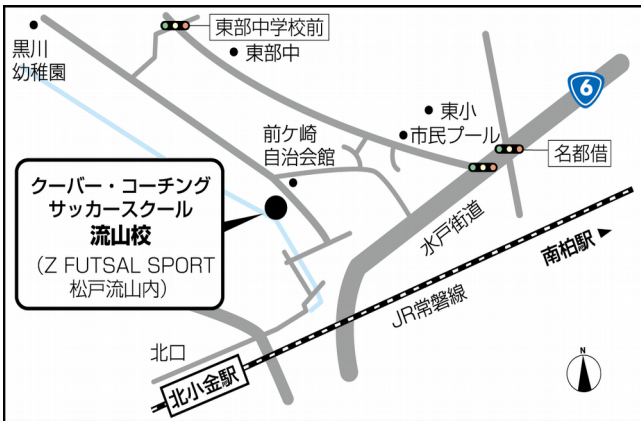 東部中学校前
黒川
幼稚園
東部中
6
東小
市民プール
前ケ崎
自治会館
名都借
クーバー・コーチング
サッカースクール
流山校
(Z FUTSAL SPORT
松戸流山内)
水戸街道
南柏駅
JR常磐線
北口
北小金駅
N